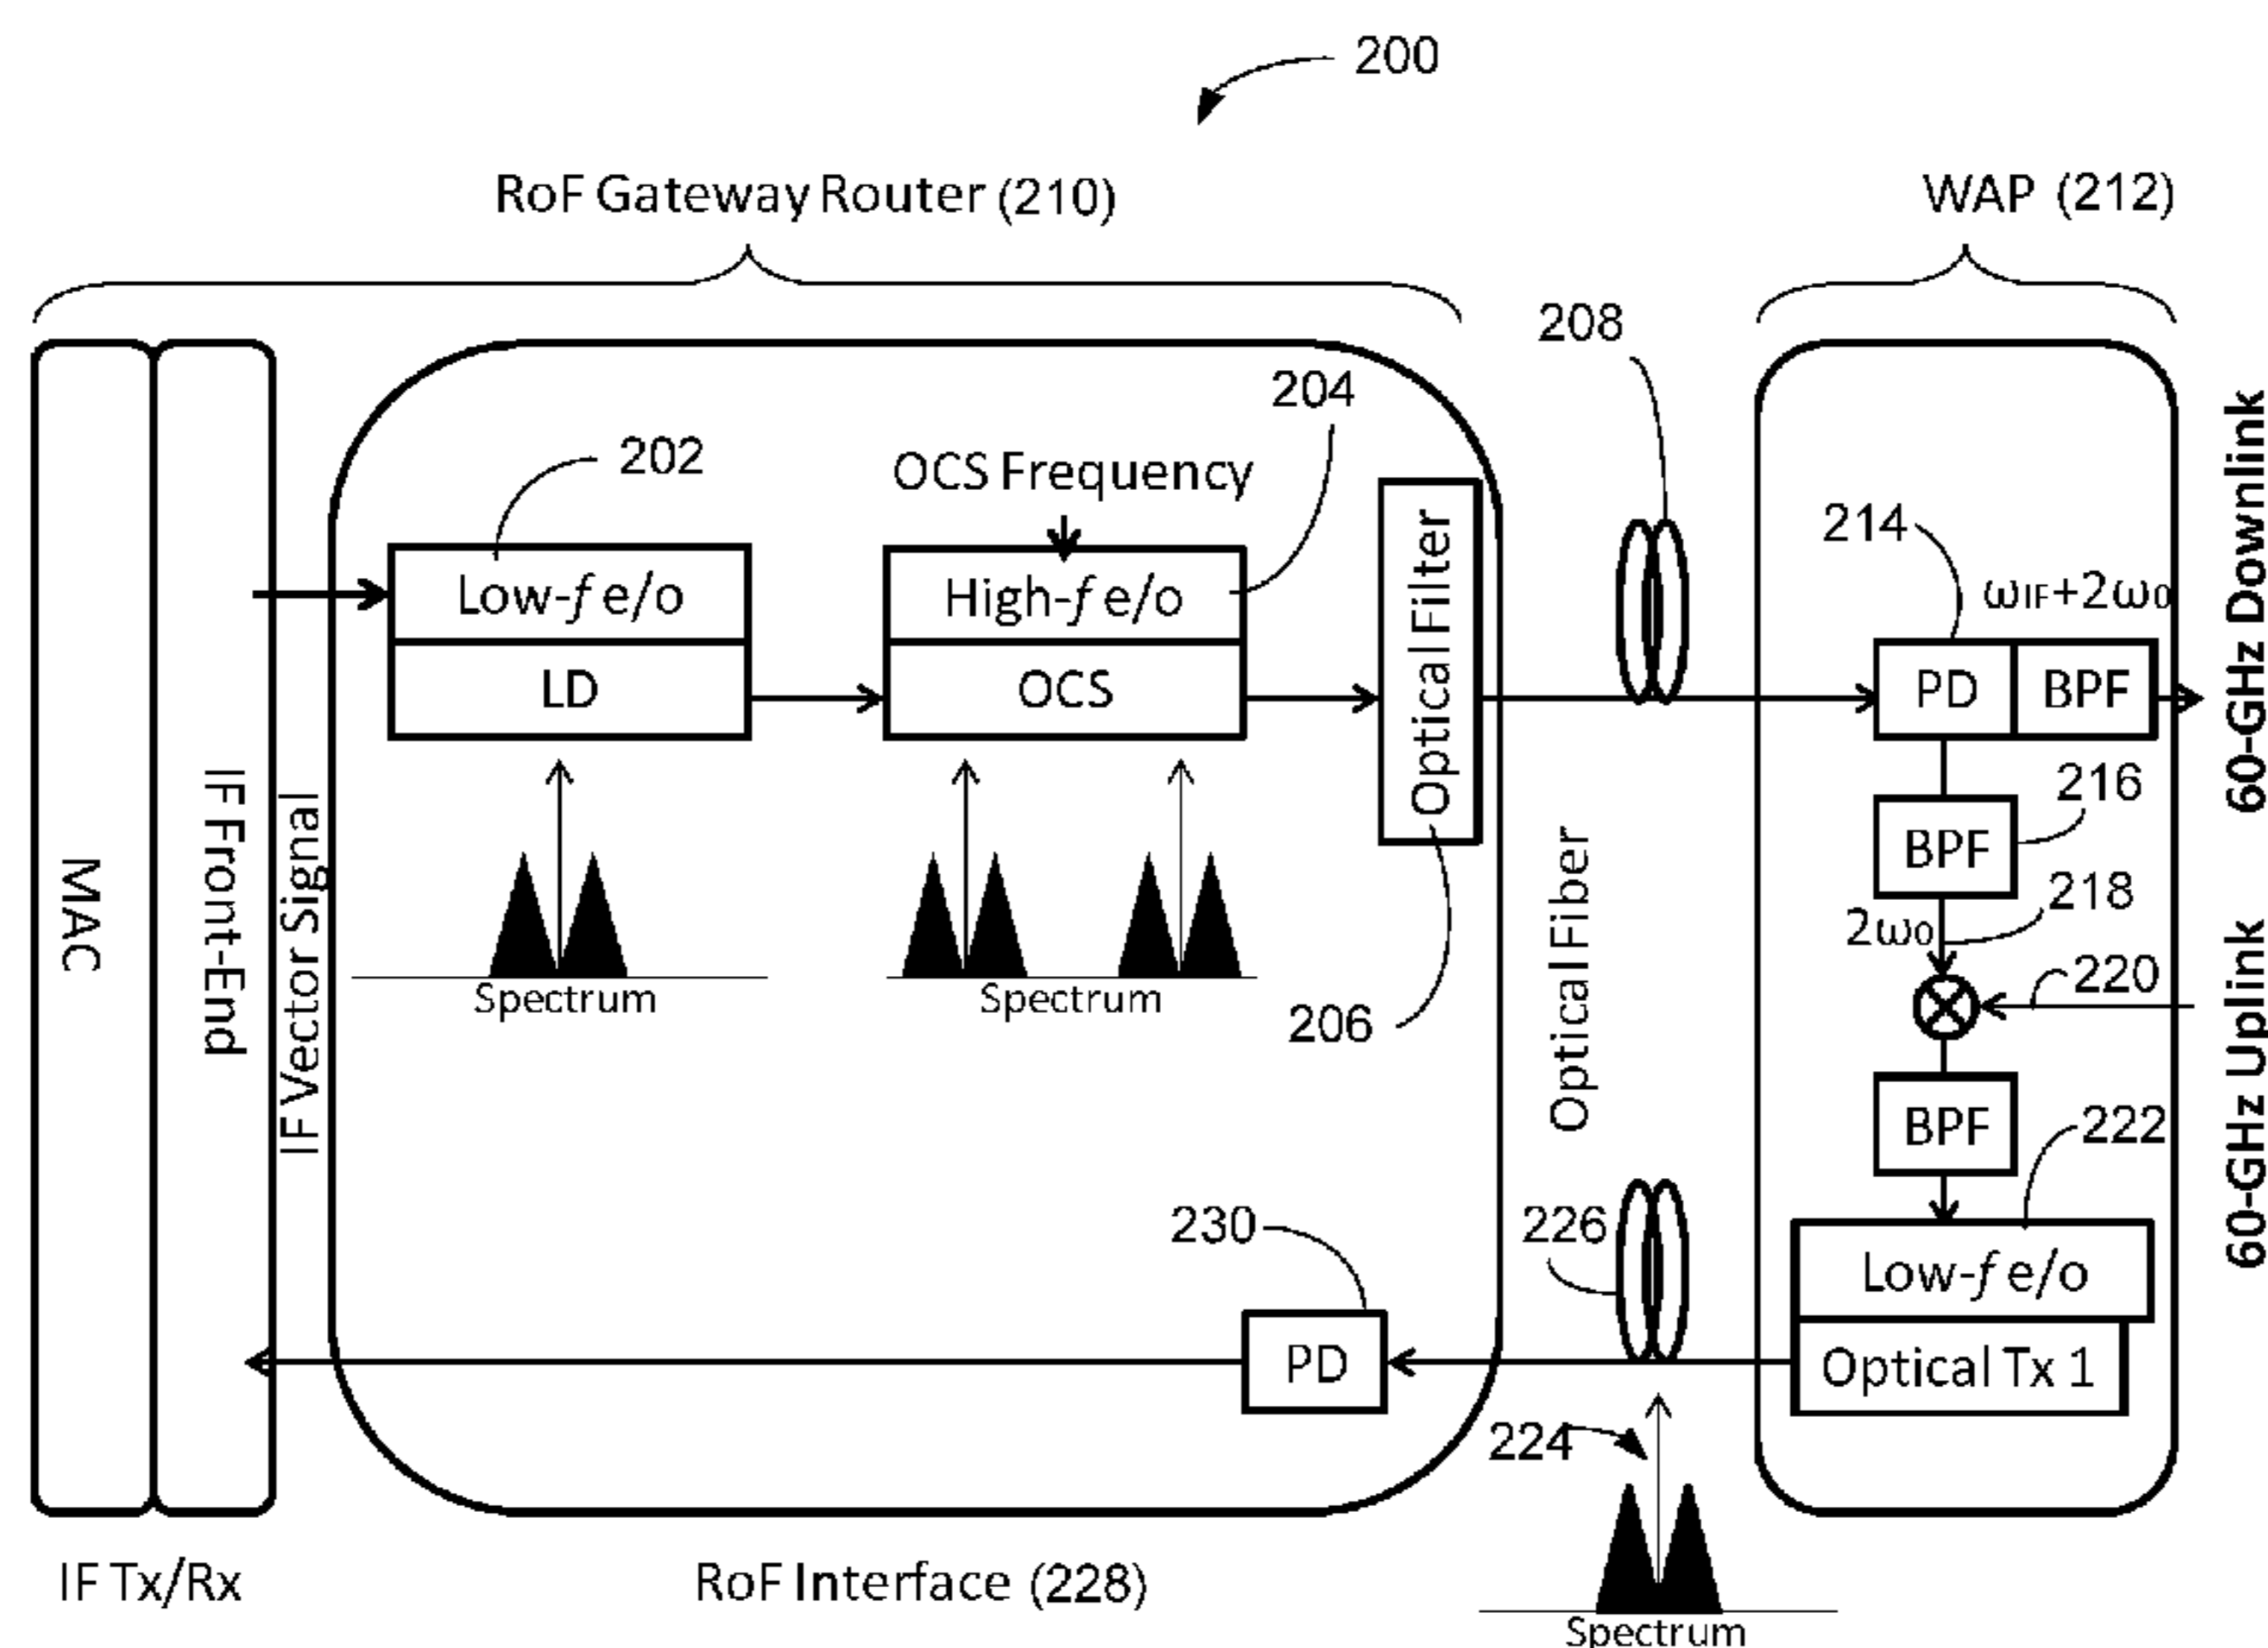 200
RoF Gateway Router (210)
WAP (212)
208
204
202
OCS Frequency
214
ωIF+2ω0
Low-f e/o
LD
High-f e/o
OCS
Optical Filter
PD
BPF
60-GHz Downlink
216
BPF
218
2ω0
220
MAC
IF Front-End
IF Vector Signal
Spectrum
Spectrum
206
Optical Fiber
BPF
222
60-GHz Uplink
230
226
Low-f e/o
PD
Optical Tx 1
224
IF Tx/Rx
RoF Interface (228)
Spectrum